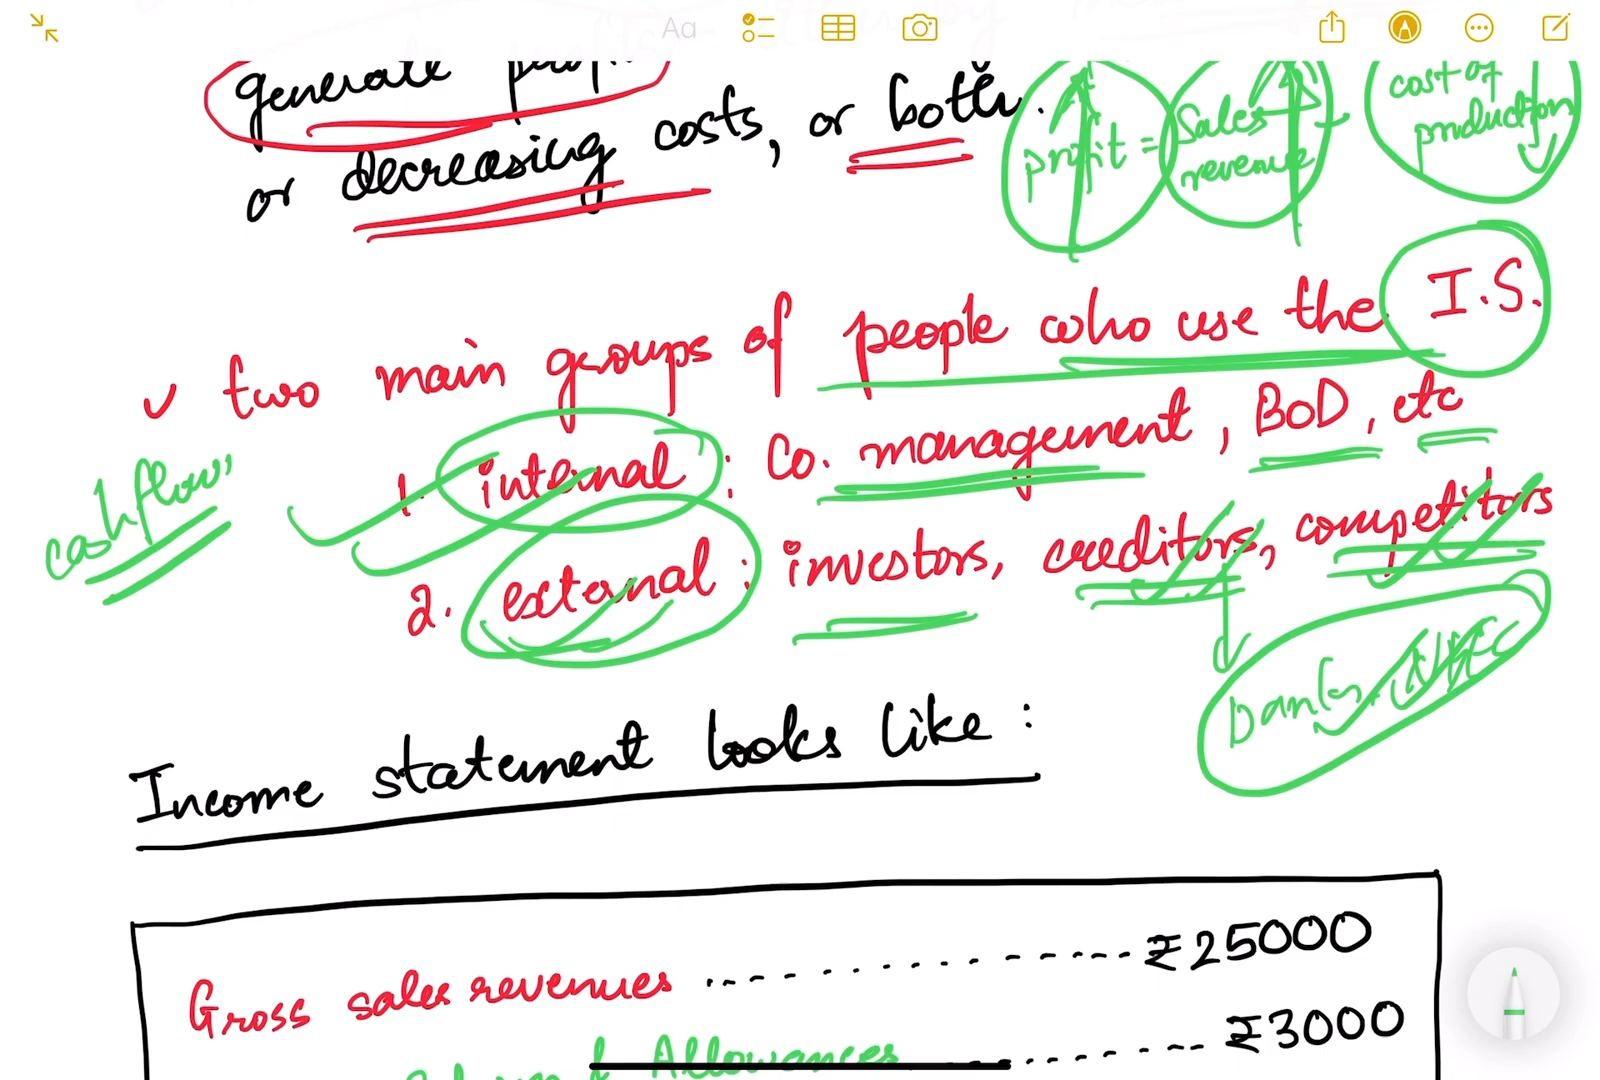 Aa
generate
or decreasing costs, or both.
profit = Sales revenue - cost of production
✓ two main groups of people who use the I.S.
1. internal : Co. management, BoD, etc
cashflow
2. external : investors, creditors, competitors
banks,
Income statement looks like :
Gross sales revenues ------------ ₹25000
& Allowances ------------ ₹3000